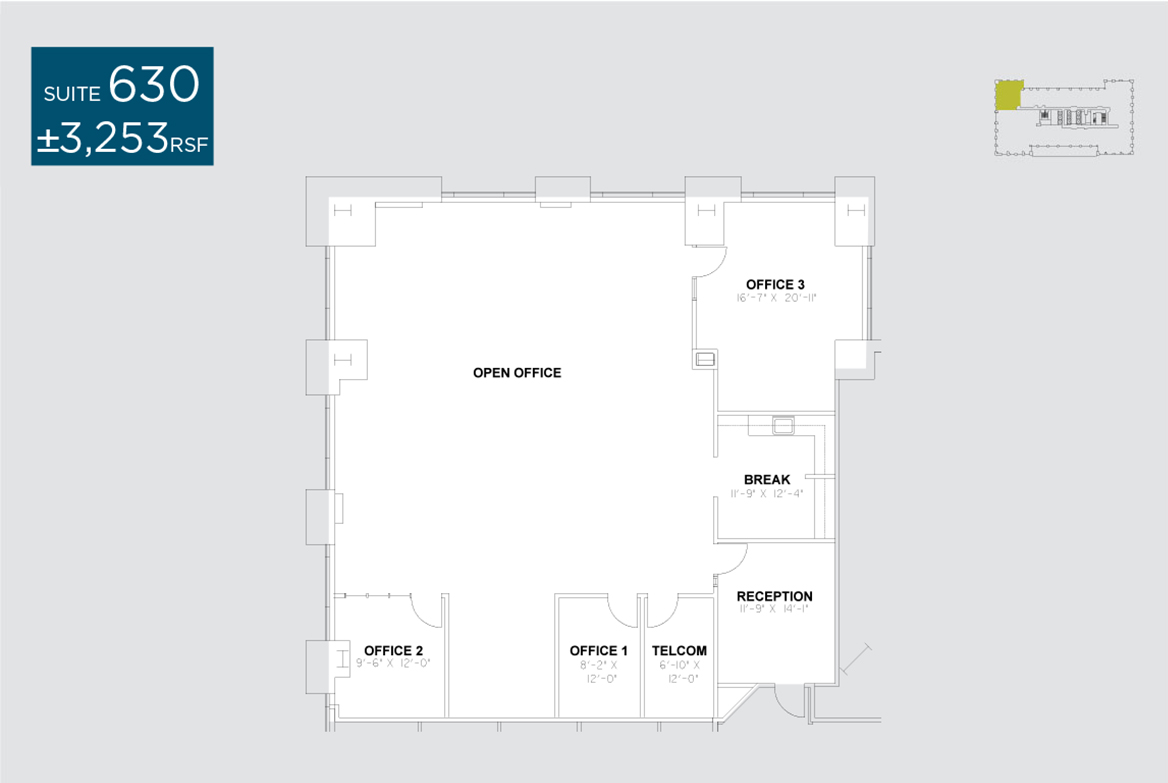 SUITE 630
±3,253RSF
OFFICE 3
16'-7" X 20'-11"
OPEN OFFICE
BREAK
11'-9" X 12'-4"
RECEPTION
11'-9" X 14'-1"
OFFICE 2
9'-6" X 12'-0"
OFFICE 1
8'-2" X
12'-0"
TELCOM
6'-10" X
12'-0"